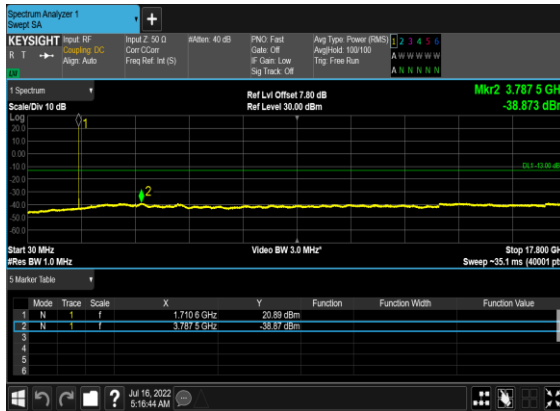 Spectrum Analyzer 1
Swept SA
+
KEYSIGHT
R T
Input: RF
Coupling: DC
Align: Auto
Input Z: 50 Ω
Corr CCorr
Freq Ref: Int (S)
#Atten: 40 dB
PNO: Fast
Gate: Off
IF Gain: Low
Sig Track: Off
Avg Type: Power (RMS)
Avg|Hold: 100/100
Trig: Free Run
1 2 3 4 5 6
A W W W W W
A N N N N N
1 Spectrum
Scale/Div 10 dB
Log
Ref Lvl Offset 7.80 dB
Ref Level 30.00 dBm
Mkr2 3.787 5 GH
-38.873 dBr
20.0
10.0
0.00
-10.0
-20.0
-30.0
-40.0
-50.0
-60.0
1
2
DL1 -13.00 dB
Start 30 MHz
#Res BW 1.0 MHz
Video BW 3.0 MHz*
Stop 17.800 GH
Sweep ~35.1 ms (40001 pt
5 Marker Table
Mode Trace Scale X Y Function Function Width Function Value
1 N 1 f 1.710 6 GHz 20.89 dBm
2 N 1 f 3.787 5 GHz -38.87 dBm
3
4
5
6
?
Jul 16, 2022
5:16:44 AM